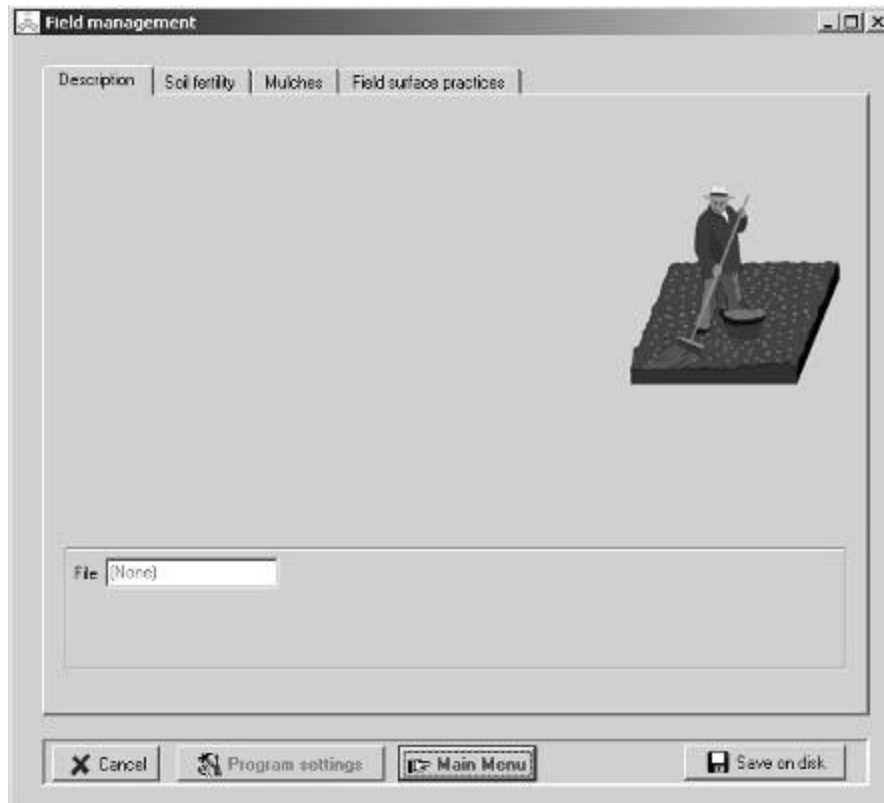 Field management
Description Soil fertility Mulches Field surface practices
File (None)
Cancel Program settings Main Menu Save on disk